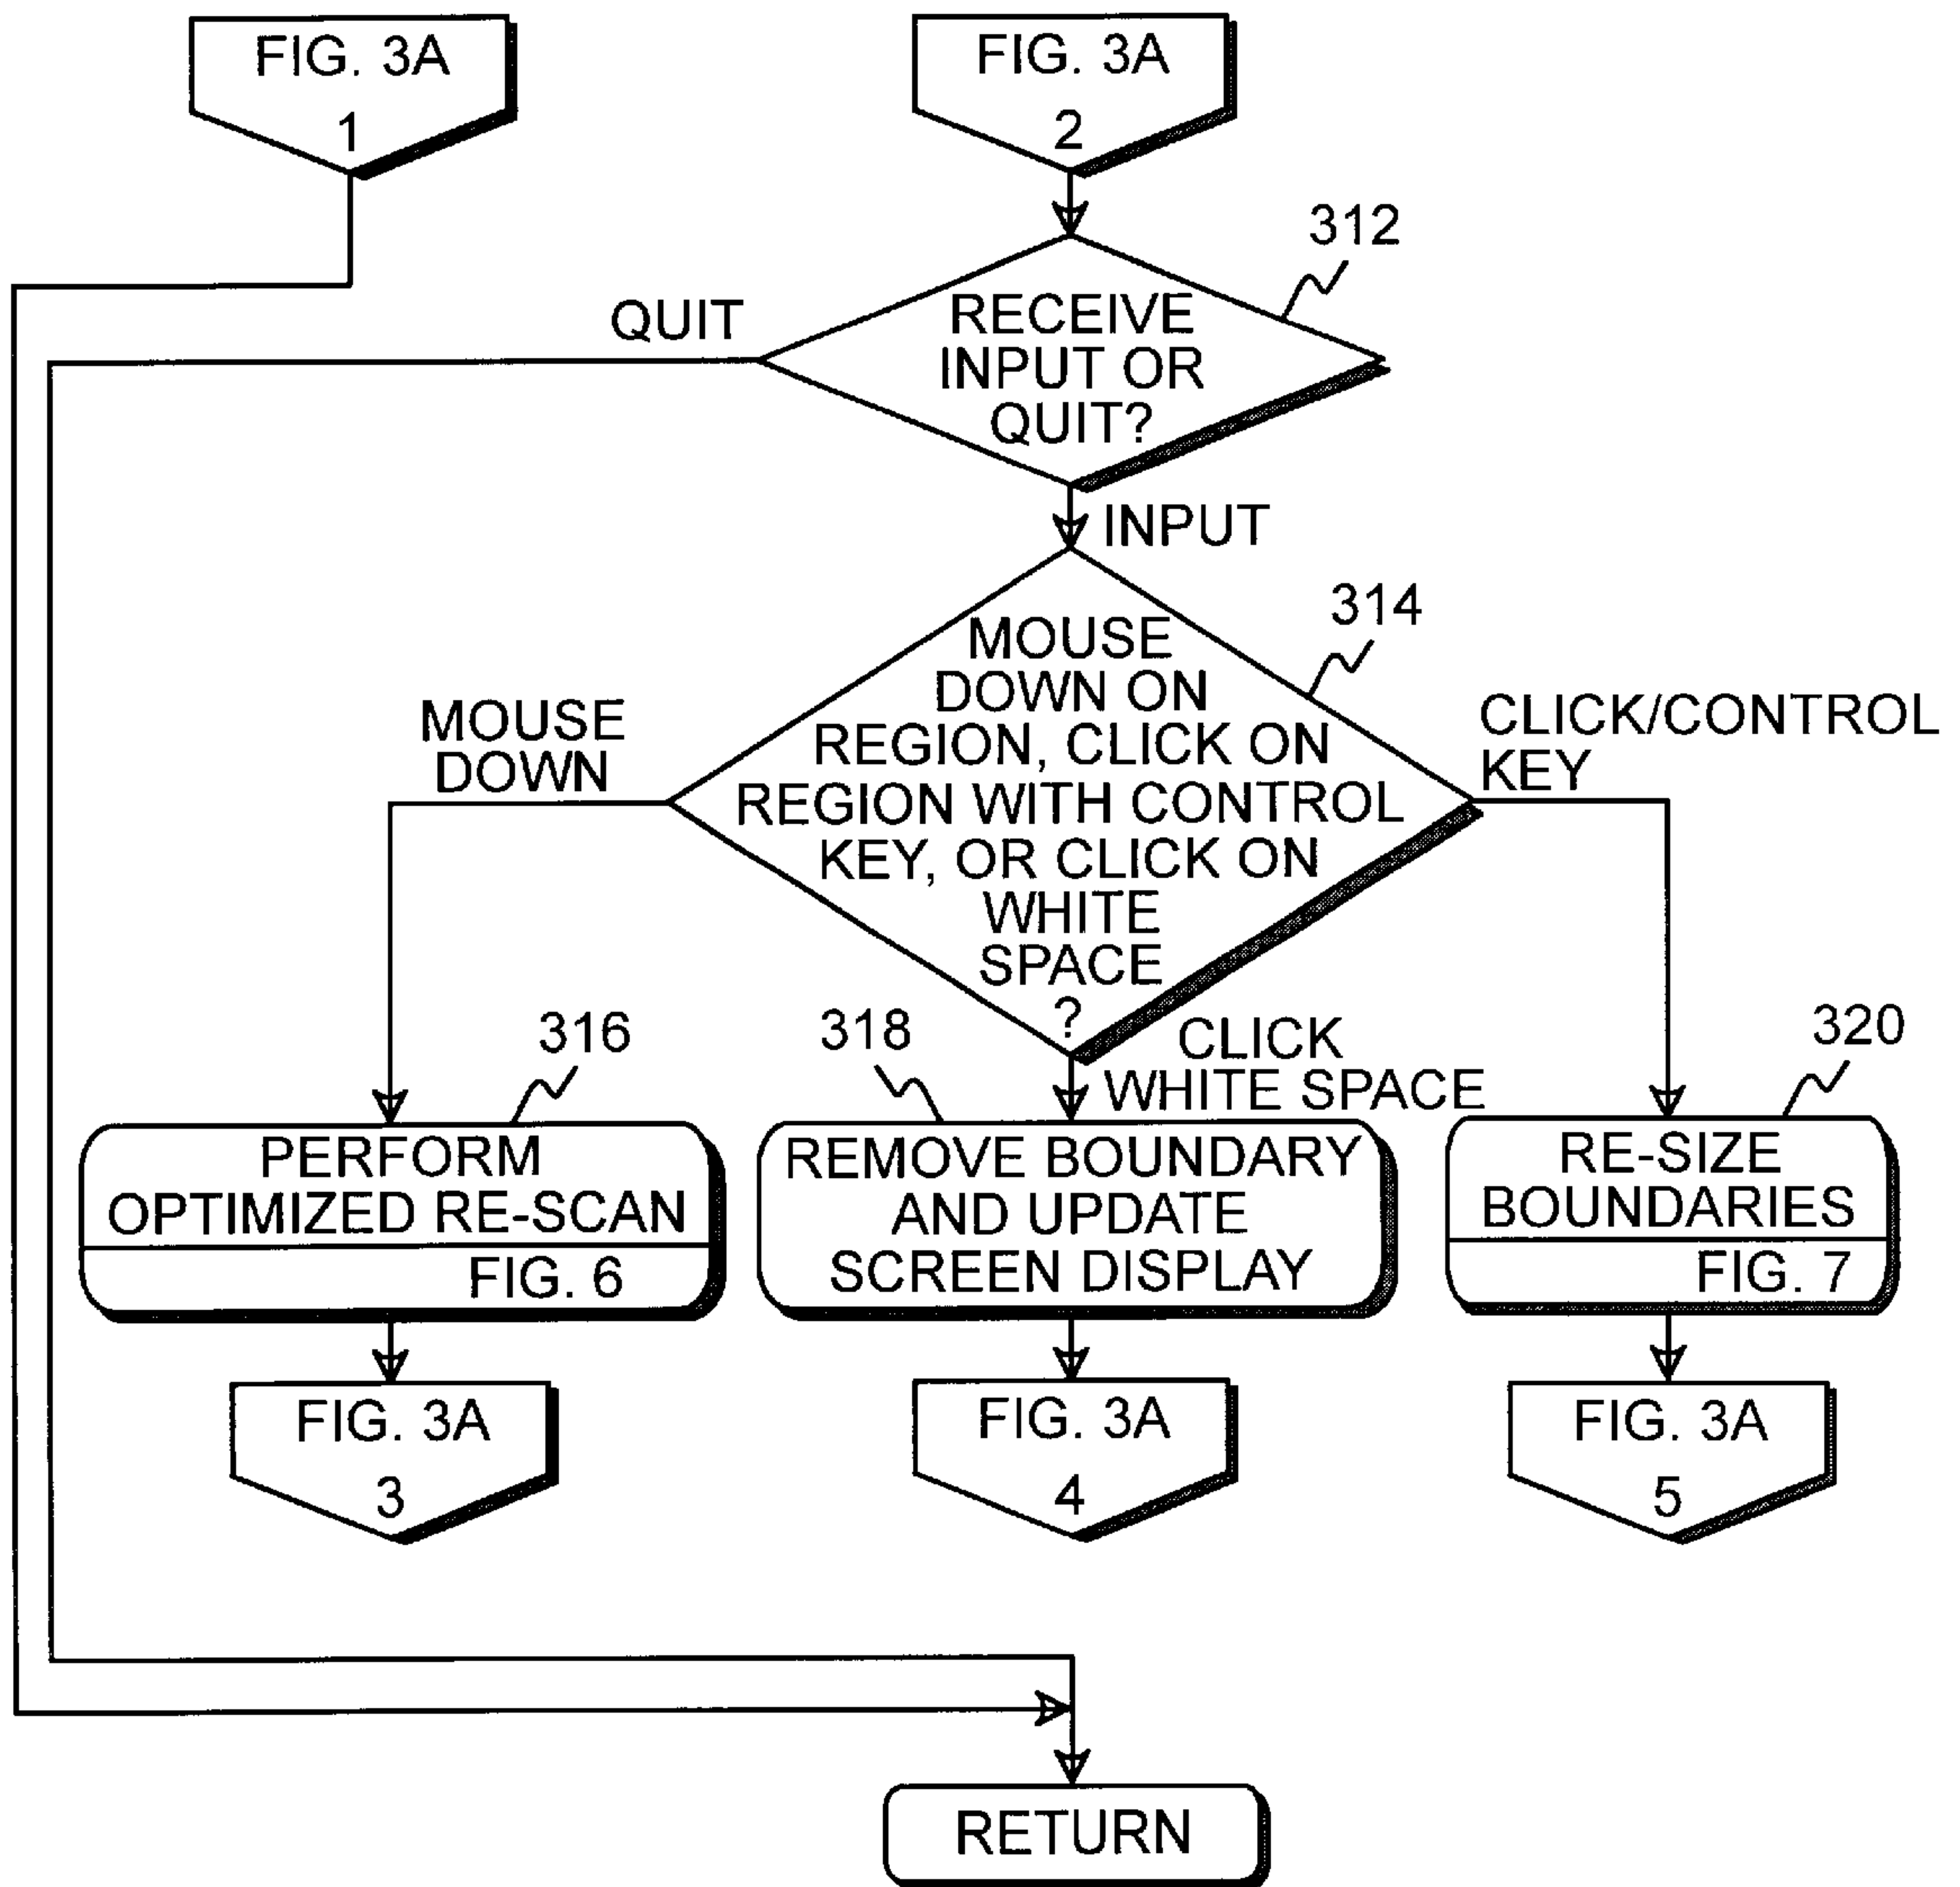 FIG. 3A
1
FIG. 3A
2
312
QUIT
RECEIVE
INPUT OR
QUIT?
INPUT
314
MOUSE
DOWN ON
REGION, CLICK ON
REGION WITH CONTROL
KEY, OR CLICK ON
WHITE
SPACE
?
MOUSE
DOWN
CLICK/CONTROL
KEY
316
318
CLICK
WHITE SPACE
320
PERFORM
OPTIMIZED RE-SCAN
FIG. 6
REMOVE BOUNDARY
AND UPDATE
SCREEN DISPLAY
RE-SIZE
BOUNDARIES
FIG. 7
FIG. 3A
3
FIG. 3A
4
FIG. 3A
5
RETURN